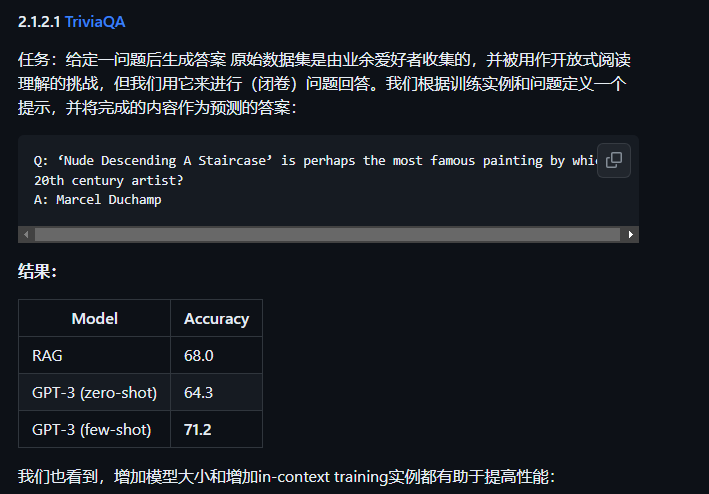 2.1.2.1 TriviaQA
任务：给定一问题后生成答案 原始数据集是由业余爱好者收集的，并被用作开放式阅读
理解的挑战，但我们用它来进行（闭卷）问题回答。我们根据训练实例和问题定义一个
提示，并将完成的内容作为预测的答案：
Q: ‘Nude Descending A Staircase’ is perhaps the most famous painting by
20th century artist?
A: Marcel Duchamp
结果：
Model Accuracy
RAG 68.0
GPT-3 (zero-shot) 64.3
GPT-3 (few-shot) 71.2
我们也看到，增加模型大小和增加in-context training实例都有助于提高性能：